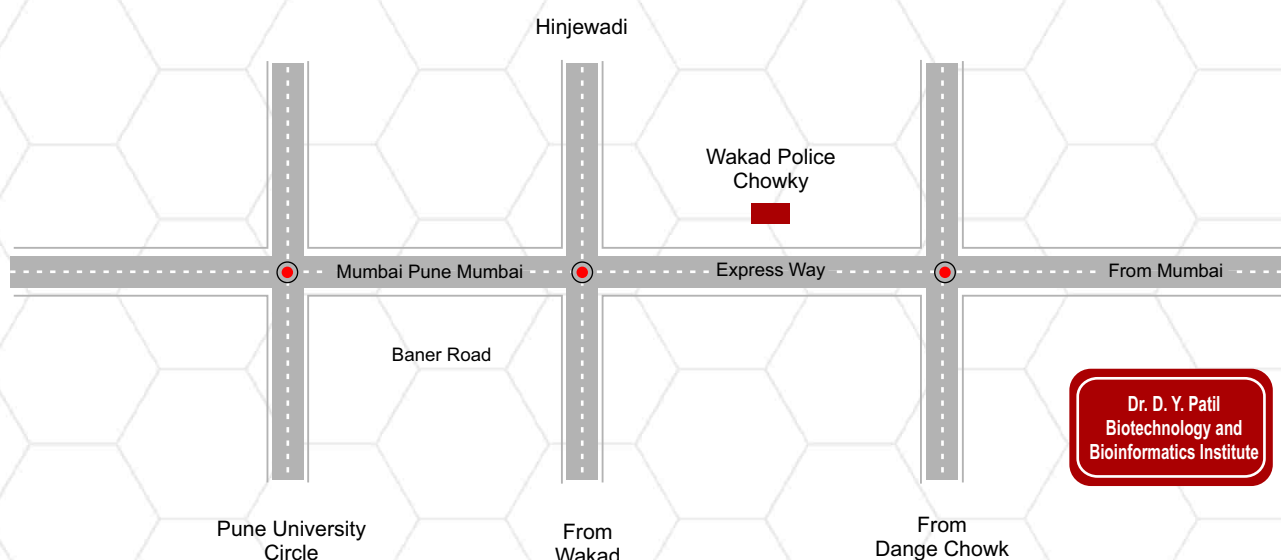 Hinjewadi
Wakad Police
Chowky
Mumbai Pune Mumbai
Express Way
From Mumbai
Baner Road
Dr. D. Y. Patil
Biotechnology and
Bioinformatics Institute
Pune University
Circle
From
Wakad
From
Dange Chowk